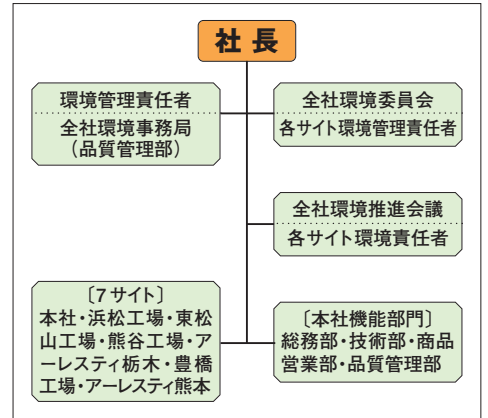 社長
環境管理責任者
全社環境事務局
（品質管理部）
全社環境委員会
各サイト環境管理責任者
全社環境推進会議
各サイト環境責任者
〔7サイト〕
本社・浜松工場・東松
山工場・熊谷工場・ア
ーレスティ栃木・豊橋
工場・アーレスティ熊本
〔本社機能部門〕
総務部・技術部・商品
営業部・品質管理部